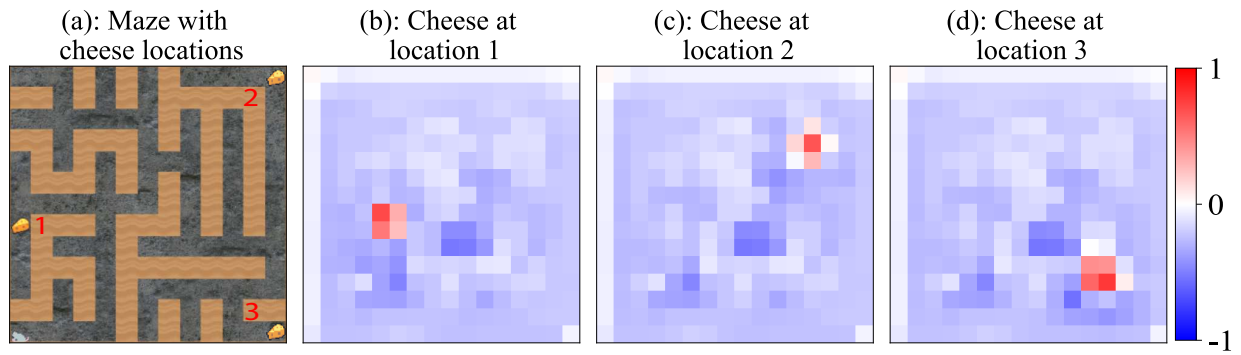 (a): Maze with
cheese locations
(b): Cheese at
location 1
(c): Cheese at
location 2
(d): Cheese at
location 3
2
1
3
1
0
-1